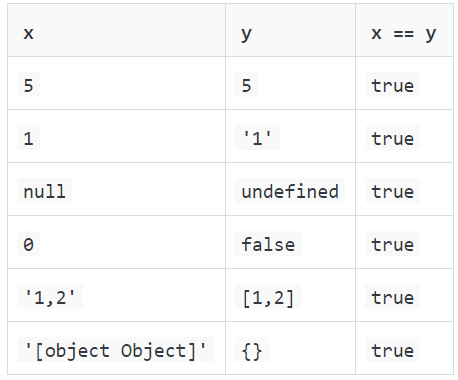 x y x == y
5 5 true
1 '1' true
null undefined true
0 false true
'1,2' [1,2] true
'[object Object]' {} true